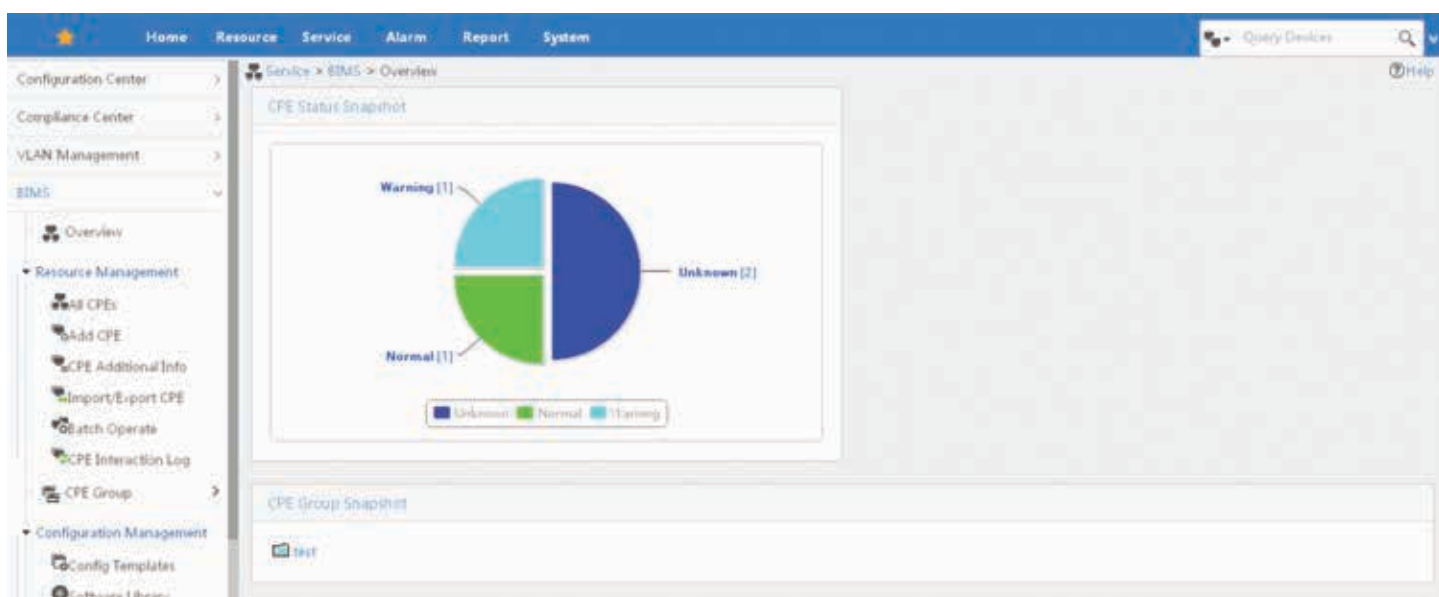 Home Resource Service Alarm Report System
Query Devices
Configuration Center
Compliance Center
VLAN Management
BIMS
Overview
Resource Management
All CPEs
Add CPE
CPE Additional Info
Import/Export CPE
Batch Operate
CPE Interaction Log
CPE Group
Configuration Management
Config Templates
Software Library
Service > BIMS > Overview
Help
CPE Status Snapshot
Warning [1]
Unknown [2]
Normal [1]
Unknown Normal Warning
CPE Group Snapshot
test